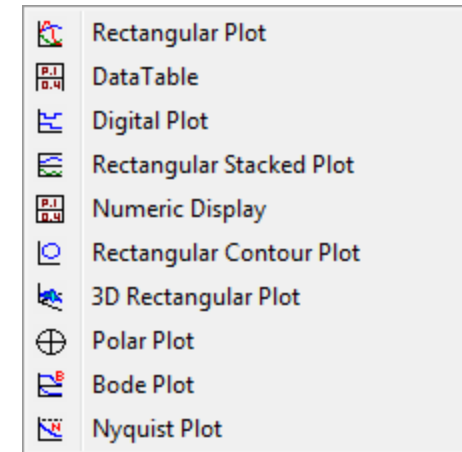 Rectangular Plot
DataTable
Digital Plot
Rectangular Stacked Plot
Numeric Display
Rectangular Contour Plot
3D Rectangular Plot
Polar Plot
Bode Plot
Nyquist Plot